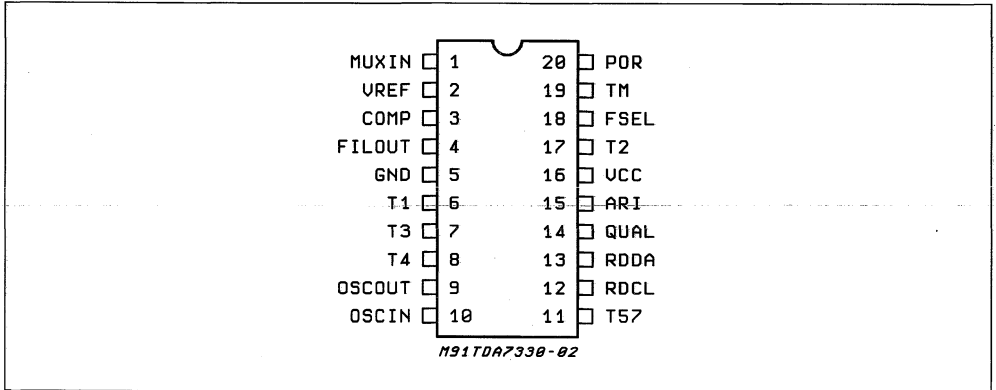 MUXIN 1 20 POR
VREF 2 19 TM
COMP 3 18 FSEL
FILOUT 4 17 T2
GND 5 16 VCC
T1 6 15 ARI
T3 7 14 QUAL
T4 8 13 RDDA
OSCOUT 9 12 RDCL
OSCIN 10 11 T57
M91TDA7330-02